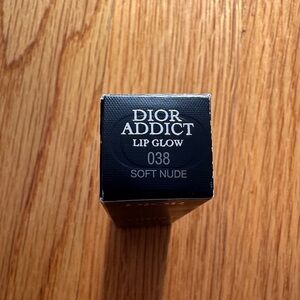 DIOR
ADDICT
LIP GLOW
038
SOFT NUDE